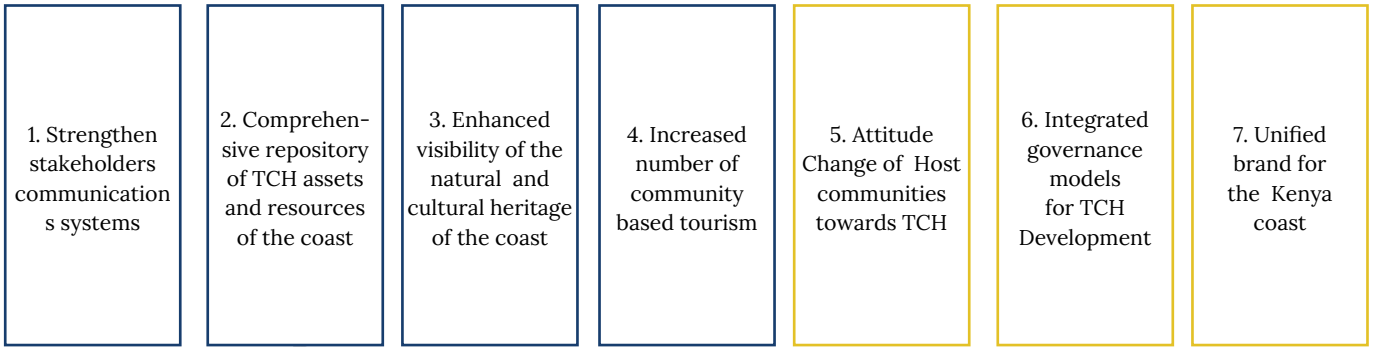 1. Strengthen
stakeholders
communication
s systems
2. Comprehen-
sive repository
of TCH assets
and resources
of the coast
3. Enhanced
visibility of the
natural  and
cultural heritage
of the coast
4. Increased
number of
community
based tourism
5. Attitude
Change of  Host
communities
towards TCH
6. Integrated
governance
models
for TCH
Development
7. Unified
brand for
the  Kenya
coast